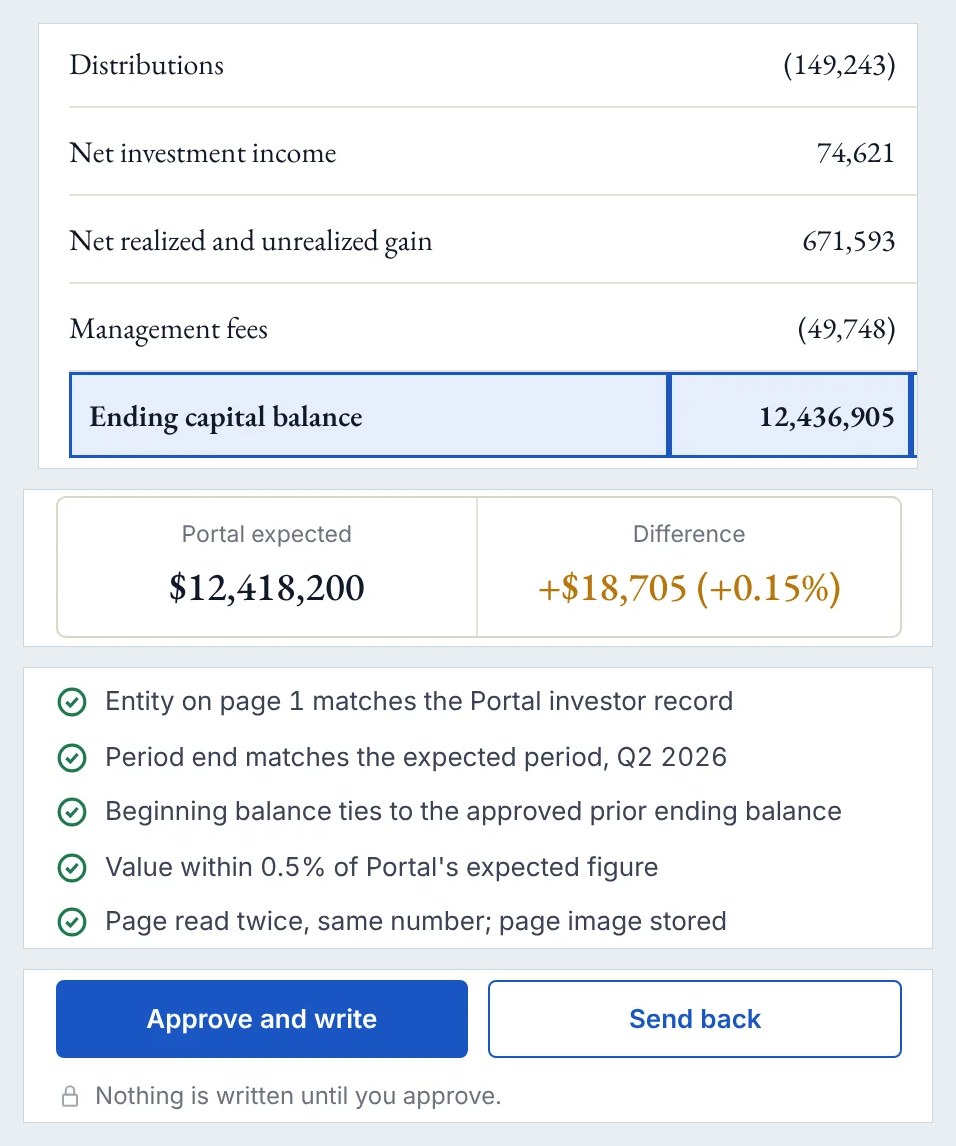 Distributions (149,243)
Net investment income 74,621
Net realized and unrealized gain 671,593
Management fees (49,748)
Ending capital balance 12,436,905
Portal expected Difference
$12,418,200 +$18,705 (+0.15%)
Entity on page 1 matches the Portal investor record
Period end matches the expected period, Q2 2026
Beginning balance ties to the approved prior ending balance
Value within 0.5% of Portal's expected figure
Page read twice, same number; page image stored
Approve and write Send back
Nothing is written until you approve.